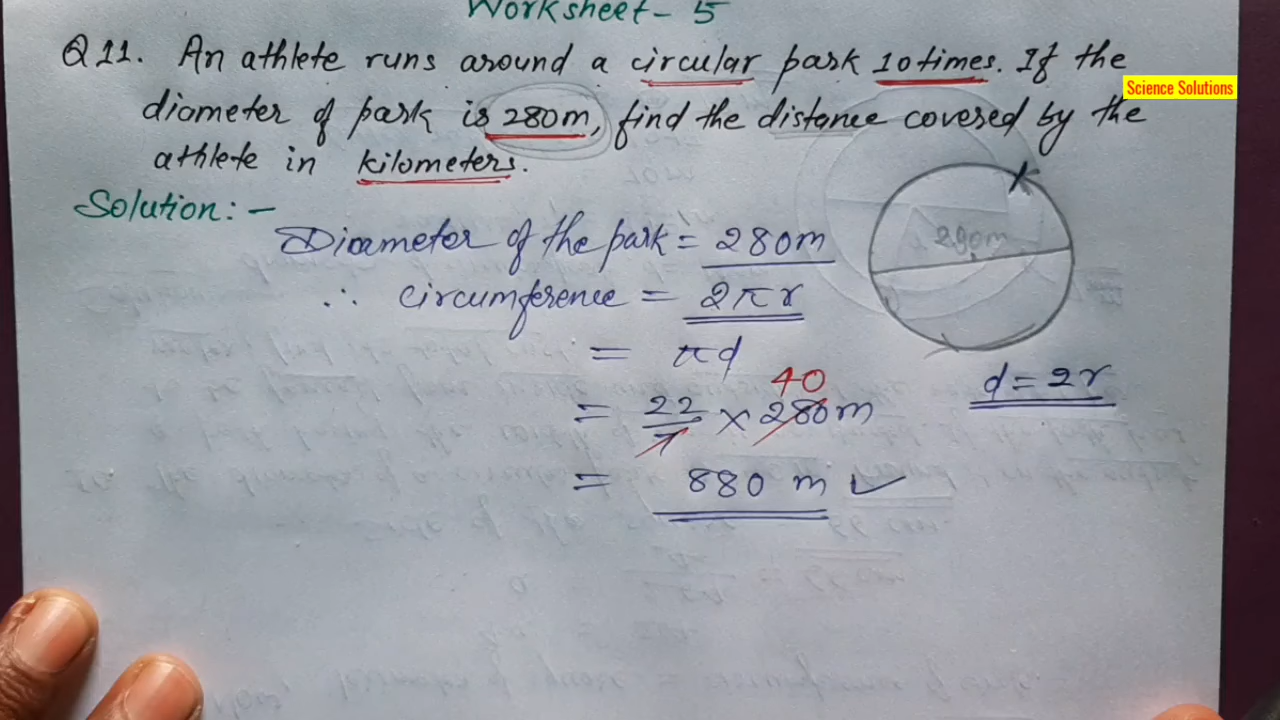 Worksheet - 5
Q11. An athlete runs around a circular park 10 times. If the
diameter of park is 280m, find the distance covered by the
athlete in kilometers.
Science Solutions
Solution:-
Diameter of the park = 280m
280m
∴ circumference = 2πr
= πd
40
= 22/7 × 280m
d = 2r
= 880 m ✓